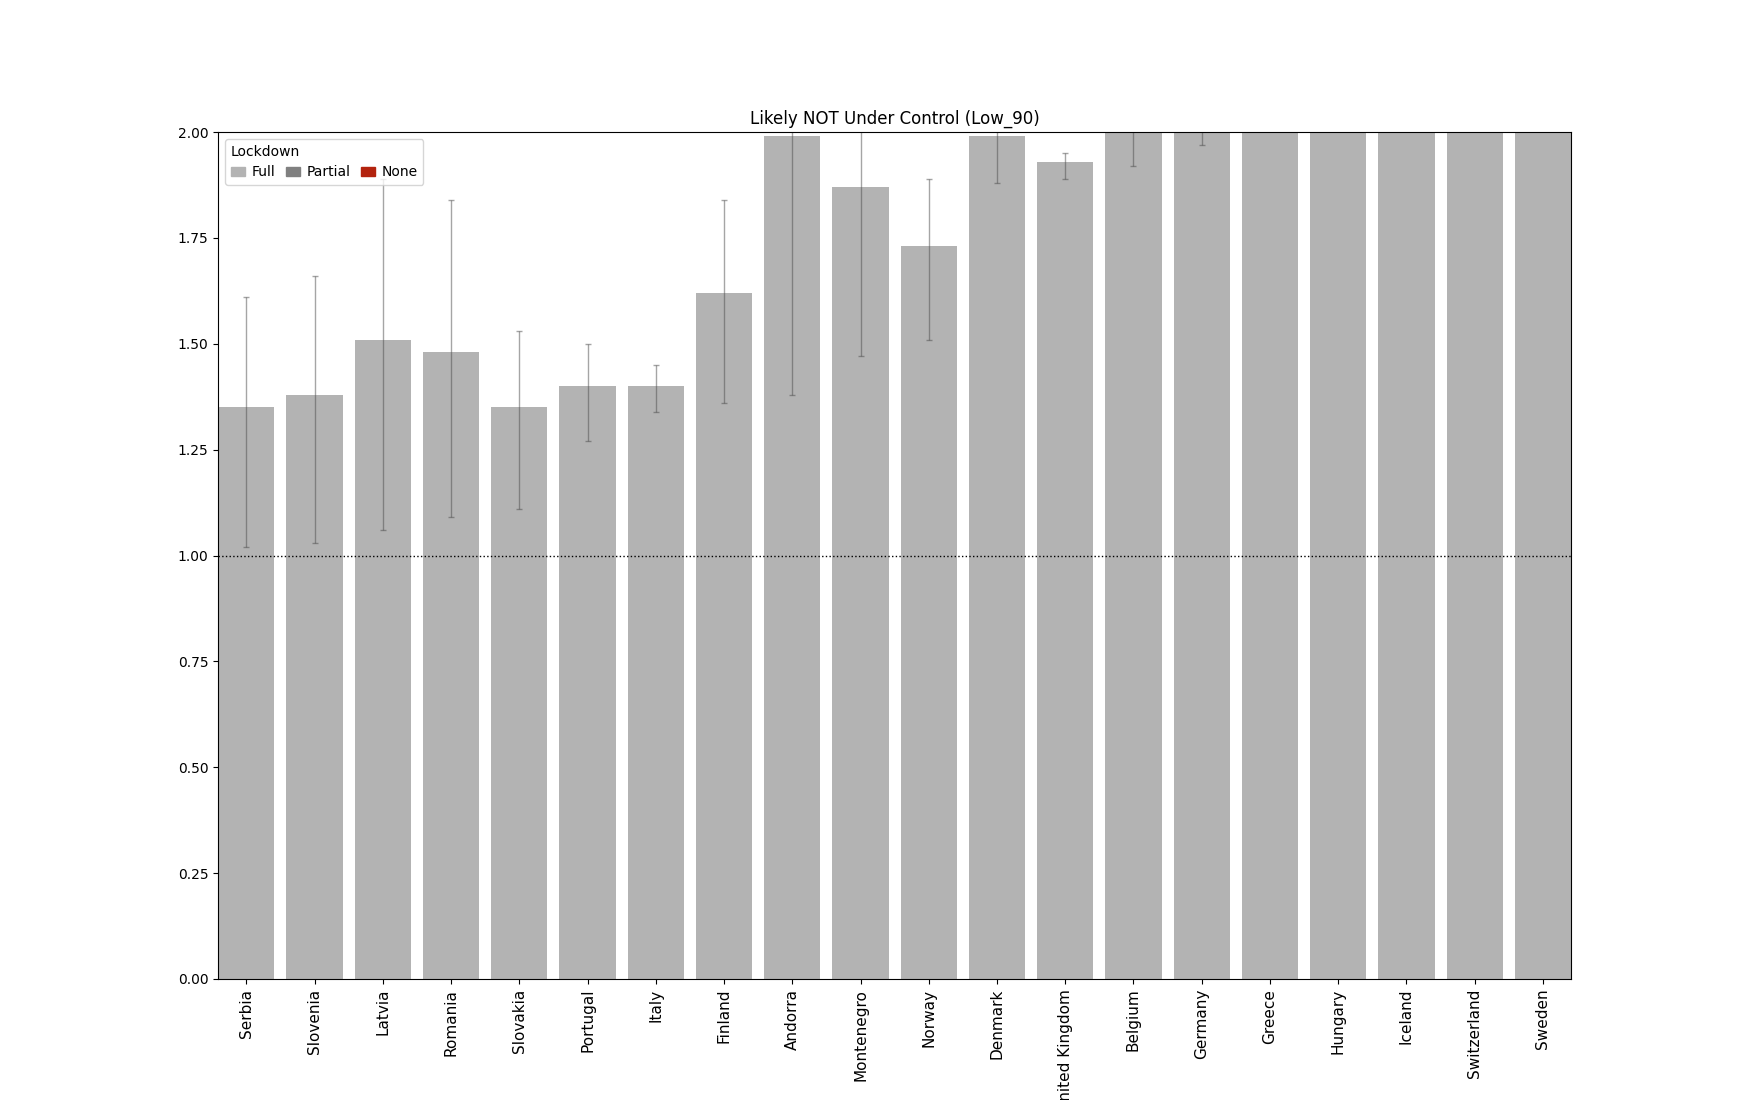 Likely NOT Under Control (Low_90)
Lockdown
Full Partial None
2.00
1.75
1.50
1.25
1.00
0.75
0.50
0.25
0.00
Serbia
Slovenia
Latvia
Romania
Slovakia
Portugal
Italy
Finland
Andorra
Montenegro
Norway
Denmark
nited Kingdom
Belgium
Germany
Greece
Hungary
Iceland
Switzerland
Sweden